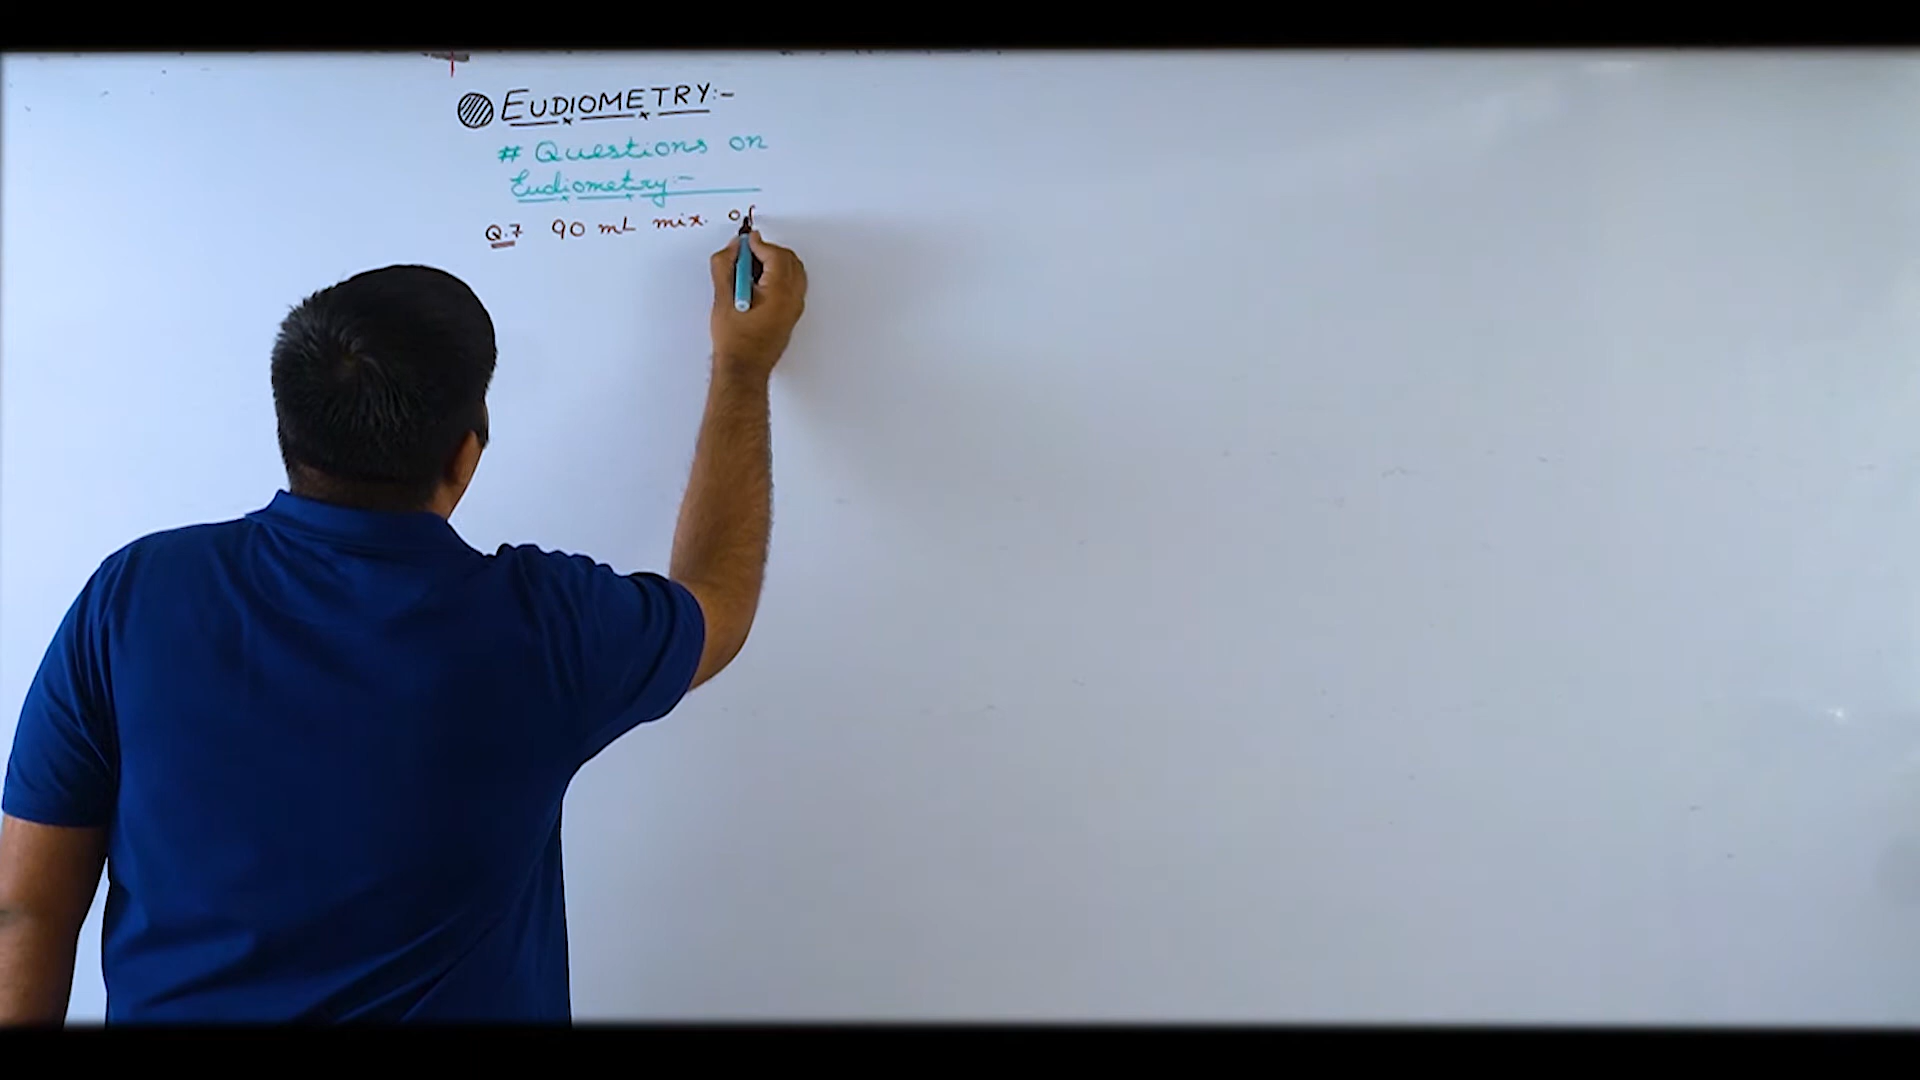 EUDIOMETRY:-
# Questions on
Eudiometry:-
Q.7 90 mL mix. of